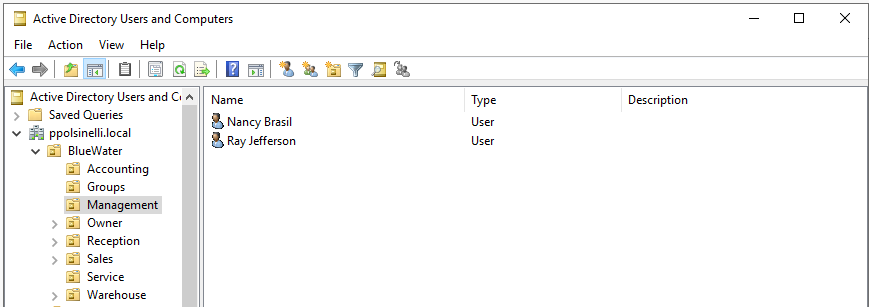 Active Directory Users and Computers
File Action View Help
Active Directory Users and Co
Saved Queries
ppolsinelli.local
BlueWater
Accounting
Groups
Management
Owner
Reception
Sales
Service
Warehouse
Name Type Description
Nancy Brasil User
Ray Jefferson User